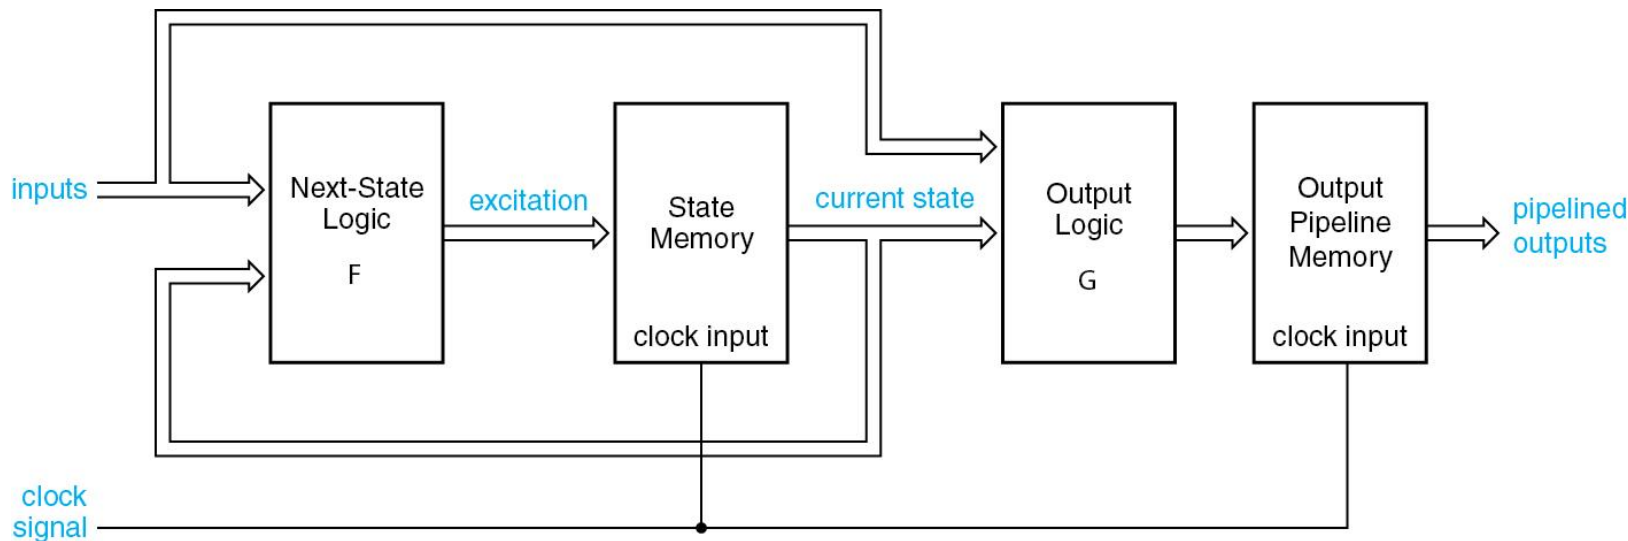 inputs
Next-State
Logic
F
excitation
State
Memory
clock input
current state
Output
Logic
G
Output
Pipeline
Memory
clock input
pipelined
outputs
clock
signal